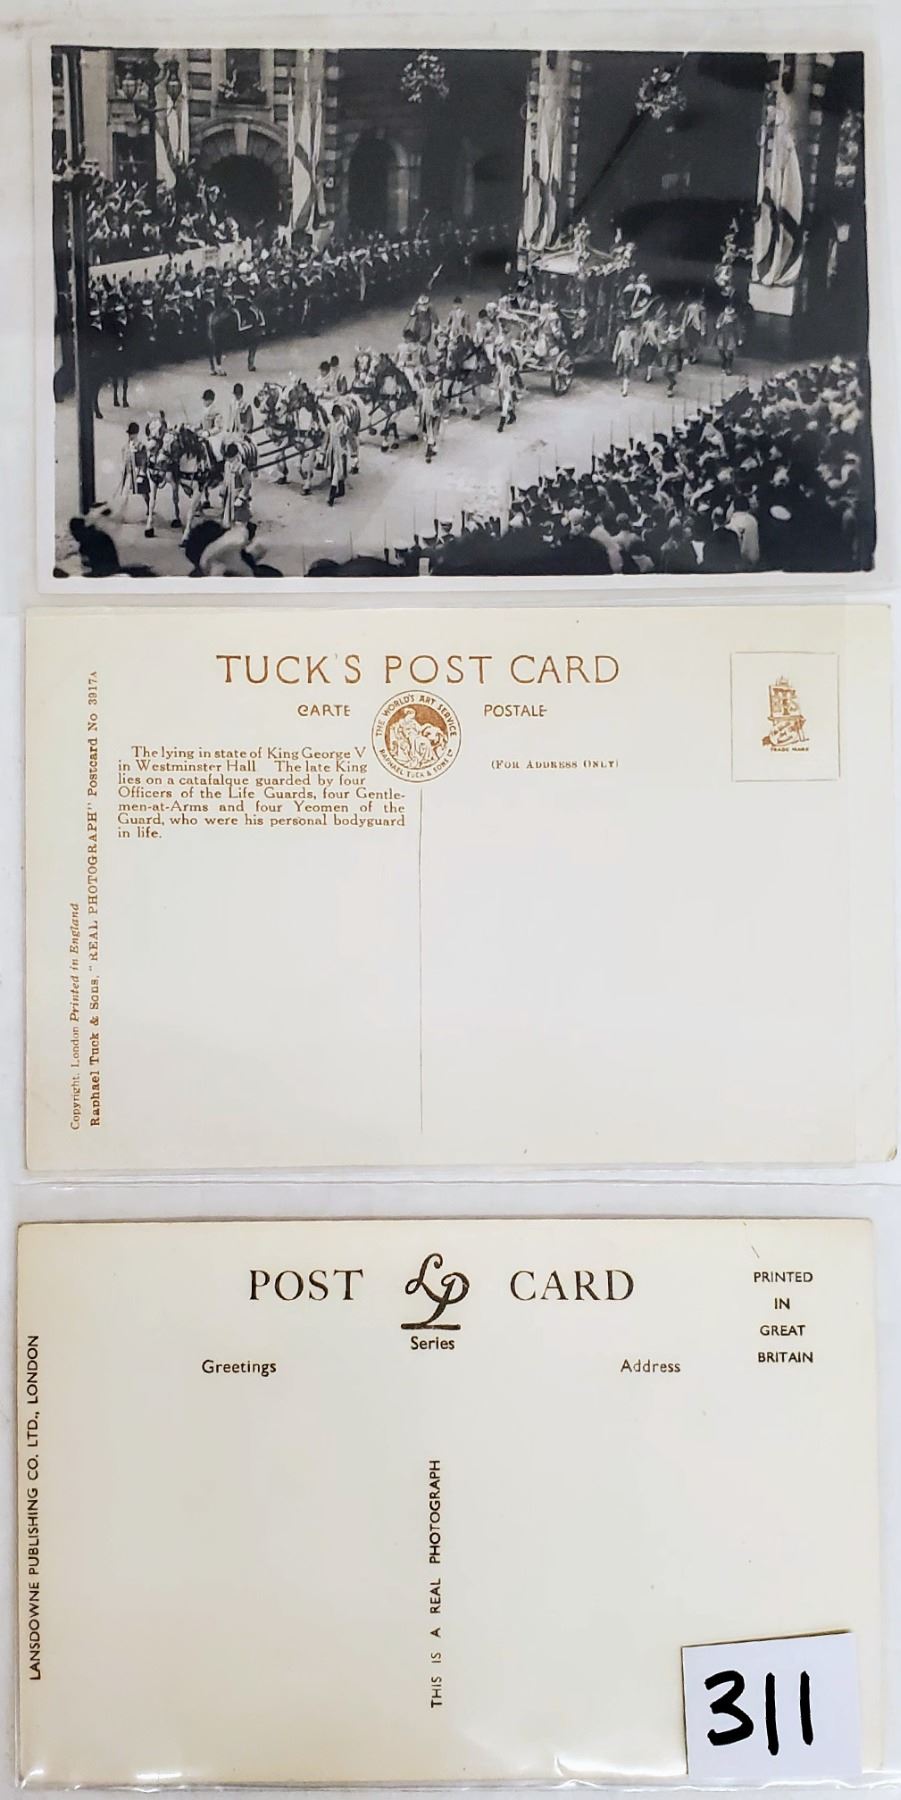 TUCK'S POST CARD
CARTE POSTALE
THE WORLD'S ART SERVICE
RAPHAEL TUCK & SONS LTD
(FOR ADDRESS ONLY)
TRADE MARK
The lying in state of King George V
in Westminster Hall The late King
lies on a catafalque guarded by four
Officers of the Life Guards, four Gentle-
men-at-Arms and four Yeomen of the
Guard, who were his personal bodyguard
in life.
Copyright. London Printed in England
Raphael Tuck & Sons, "REAL PHOTOGRAPH" Postcard No 3917A
POST LP CARD
Series
PRINTED
IN
GREAT
BRITAIN
Greetings
Address
LANSDOWNE PUBLISHING CO. LTD., LONDON
THIS IS A REAL PHOTOGRAPH
311